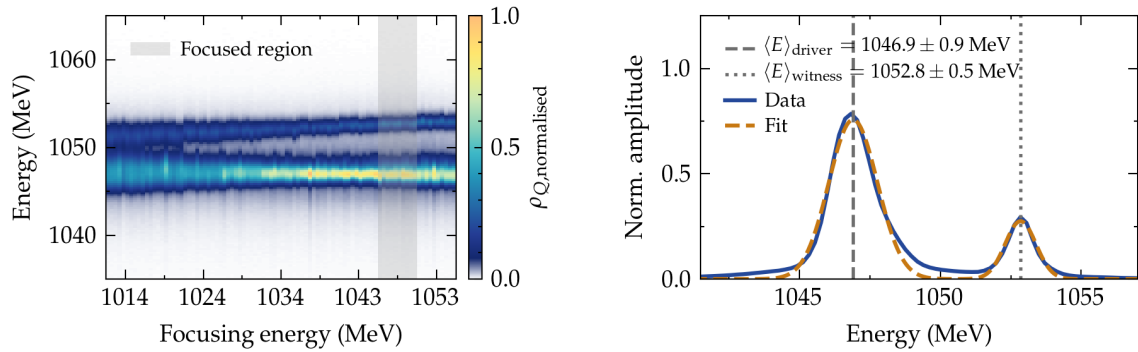 1060
1050
1040
Energy (MeV)
Focused region
1014 1024 1034 1043 1053
Focusing energy (MeV)
1.0
0.5
0.0
ρQ,normalised
1.0
0.5
0.0
Norm. amplitude
⟨E⟩driver = 1046.9 ± 0.9 MeV
⟨E⟩witness = 1052.8 ± 0.5 MeV
Data
Fit
1045 1050 1055
Energy (MeV)